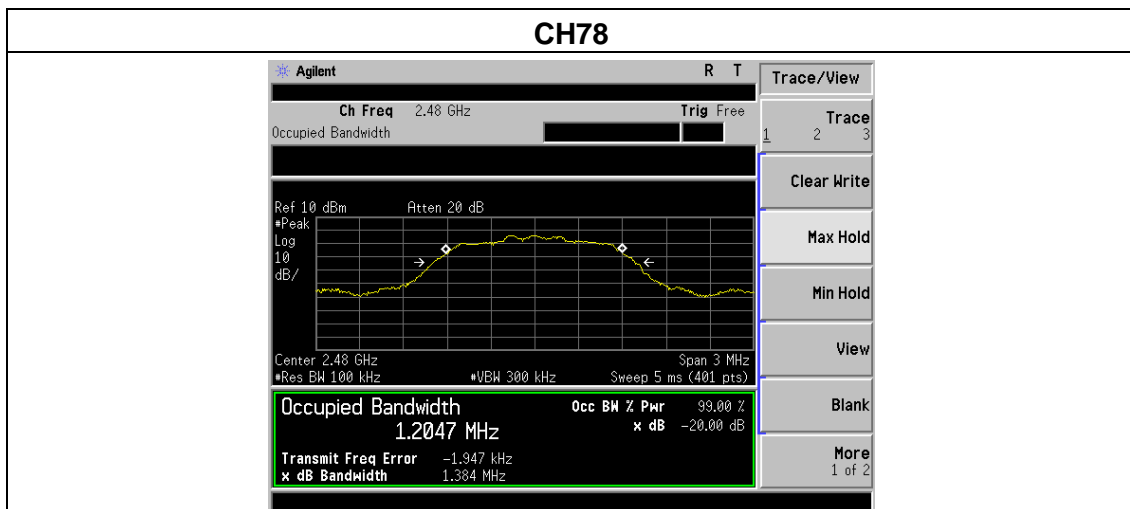 CH78
Agilent R T
Trace/View
Ch Freq 2.48 GHz Trig Free
Occupied Bandwidth
Trace
1 2 3
Clear Write
Max Hold
Min Hold
View
Blank
More
1 of 2
Ref 10 dBm Atten 20 dB
#Peak
Log
10
dB/
Center 2.48 GHz Span 3 MHz
#Res BW 100 kHz #VBW 300 kHz Sweep 5 ms (401 pts)
Occupied Bandwidth Occ BW % Pwr 99.00 %
1.2047 MHz x dB -20.00 dB
Transmit Freq Error -1.947 kHz
x dB Bandwidth 1.384 MHz